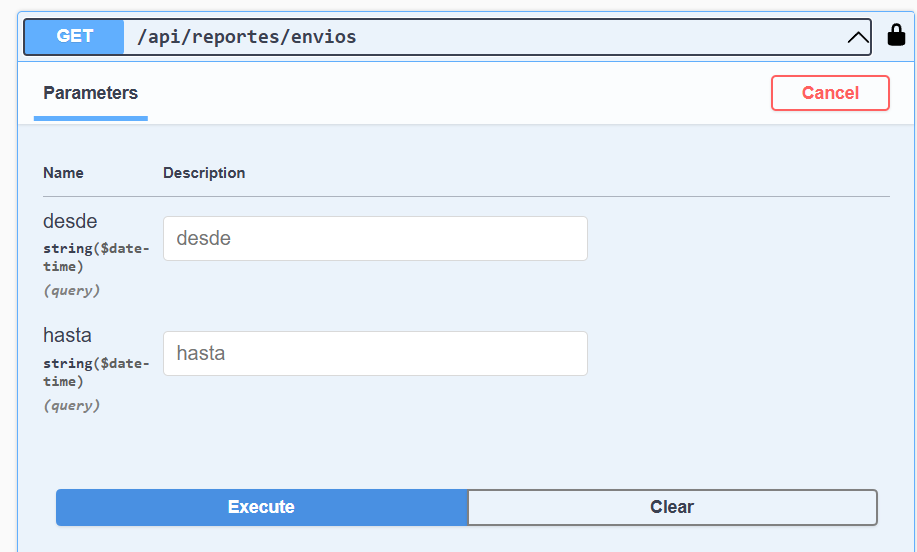 GET /api/reportes/envios
Parameters Cancel
Name Description
desde
string($date-
time)
(query)
desde
hasta
string($date-
time)
(query)
hasta
Execute Clear